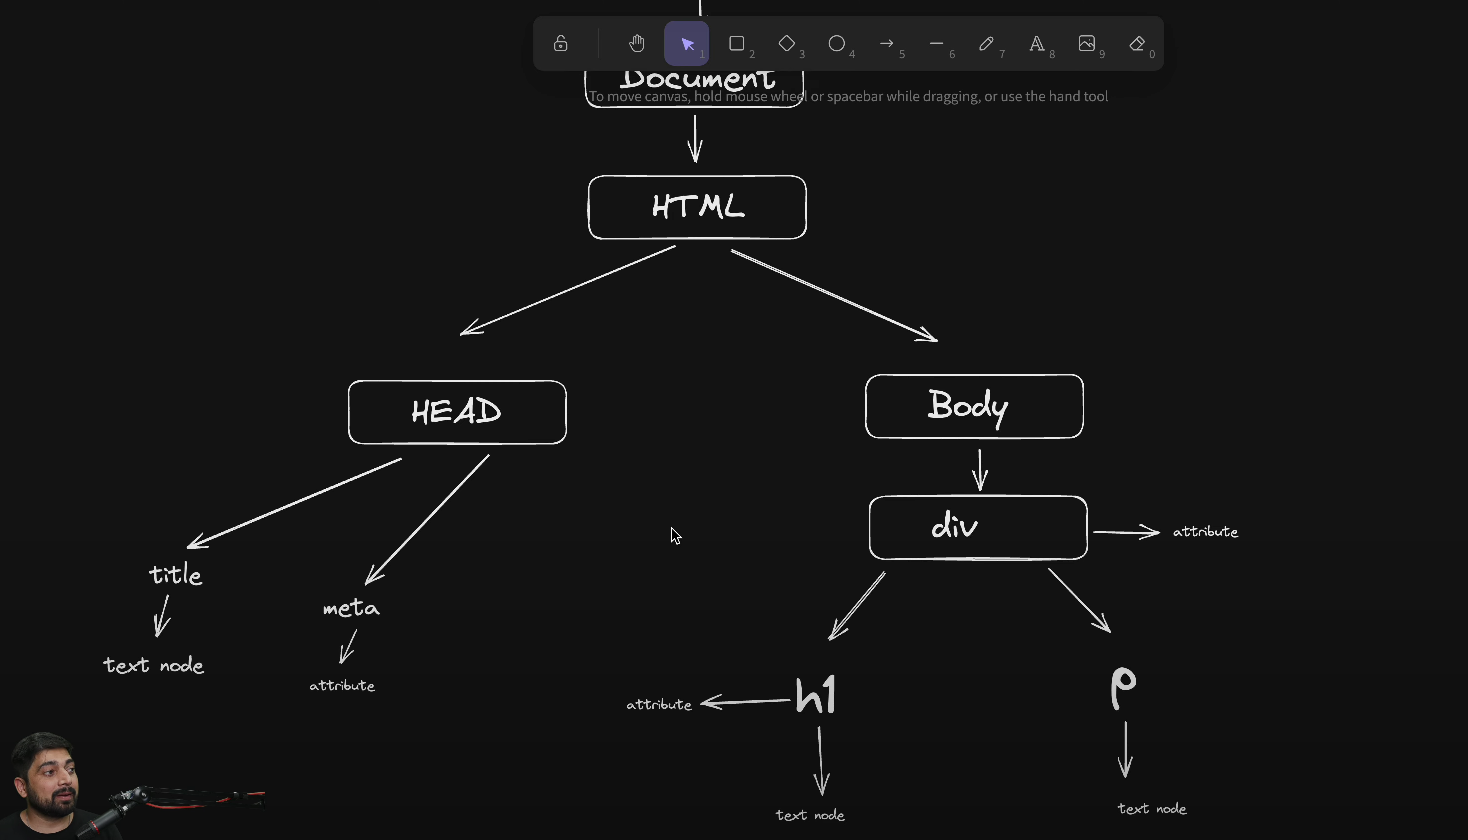 1
2
3
4
5
6
7
8
9
0
Document
To move canvas, hold mouse wheel or spacebar while dragging, or use the hand tool
HTML
HEAD
Body
div
attribute
title
meta
text node
attribute
h1
attribute
p
text node
text node